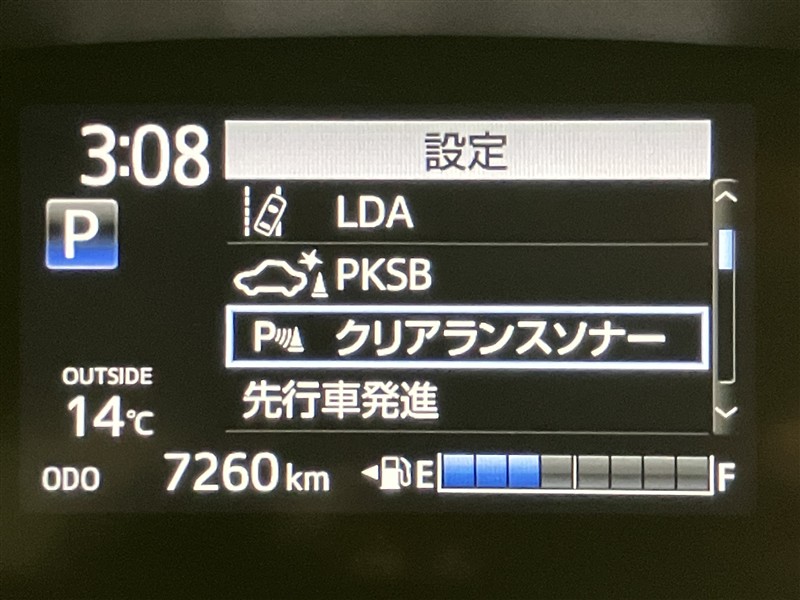 3:08
設定
P
LDA
PKSB
P クリアランスソナー
先行車発進
OUTSIDE
14℃
ODO 7260 km
E F